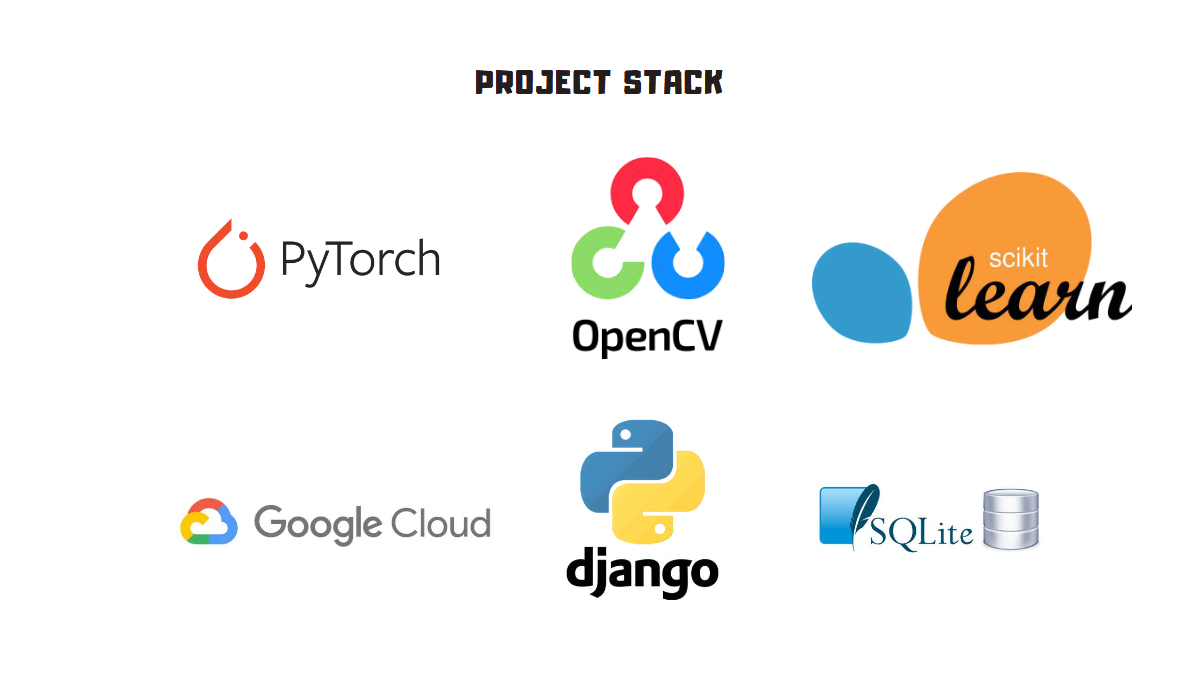 PROJECT STACK
PyTorch
OpenCV
scikit
learn
Google Cloud
django
SQLite